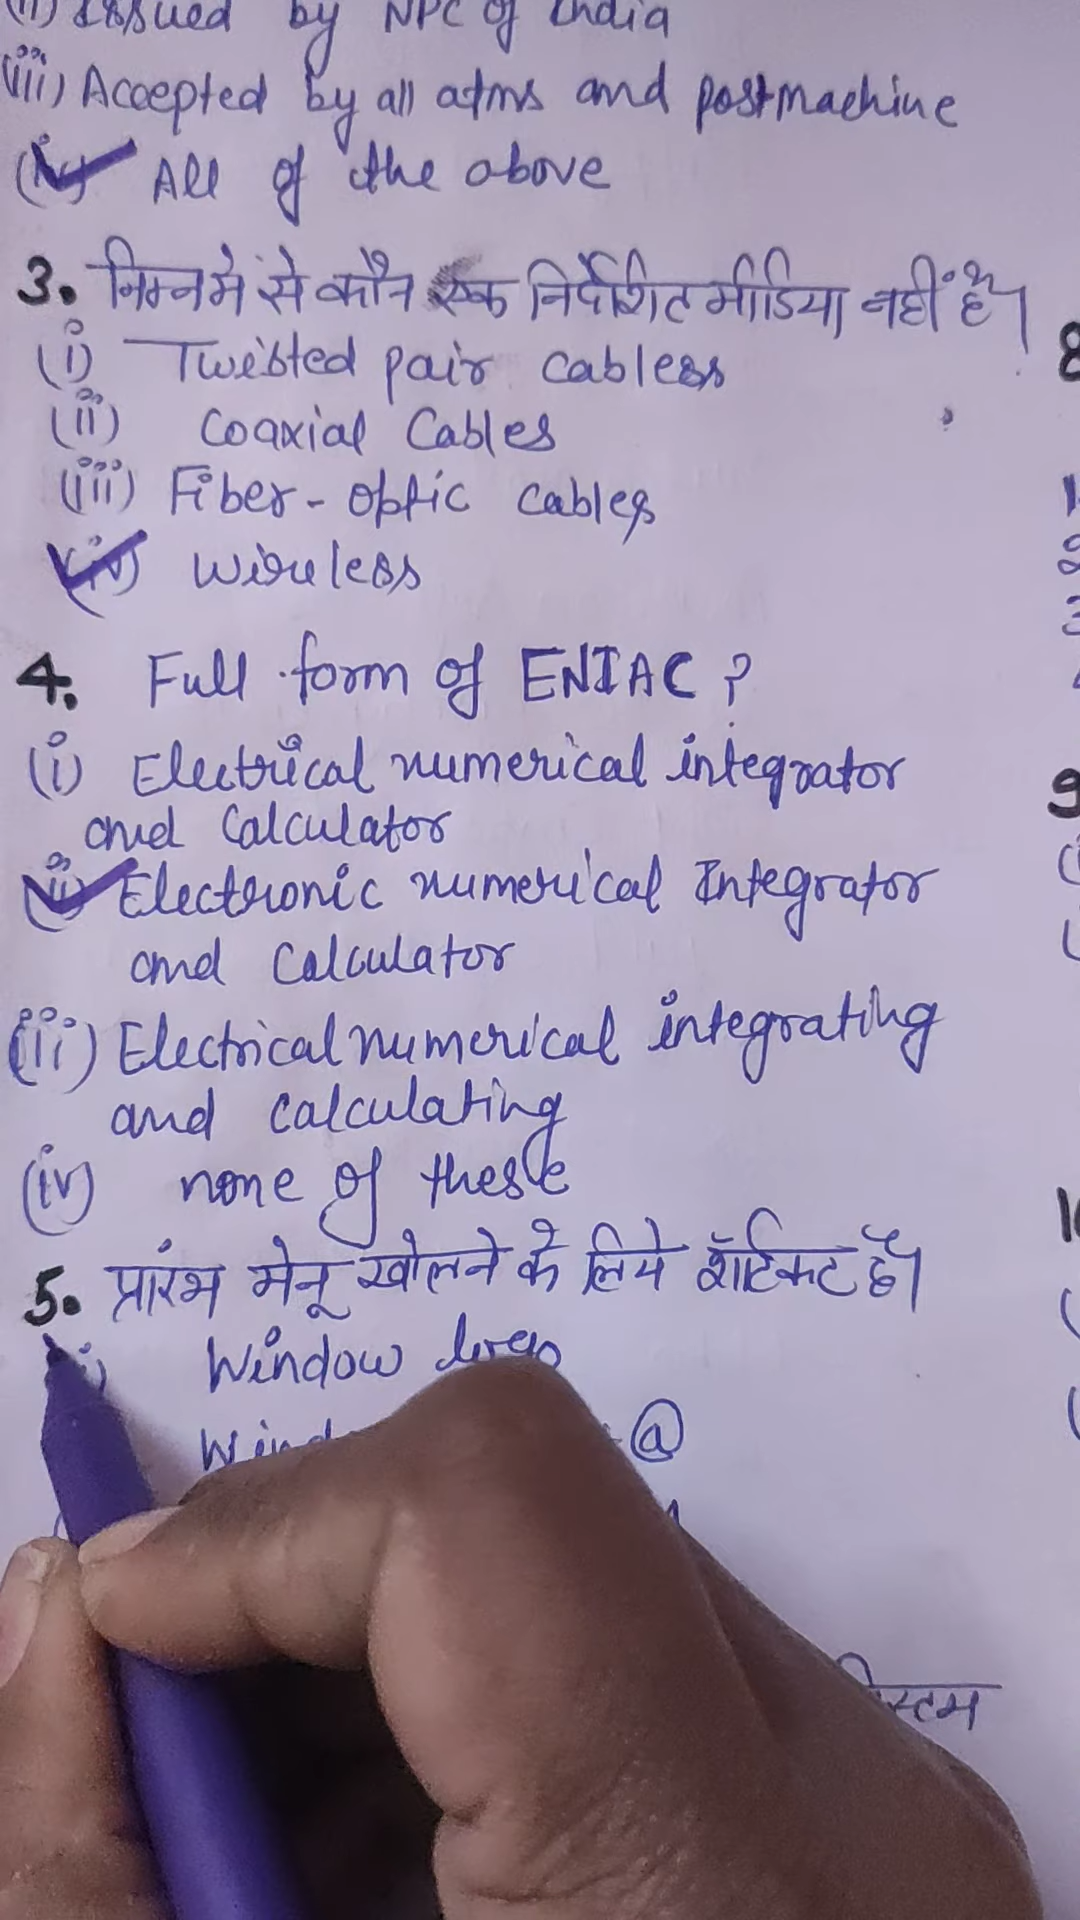 (ii) Issued by NPC of India
(iii) Accepted by all atms and postmachine
(iv) All of the above
3. निम्न मे से कौन एक निर्देशित मीडिया नहीं है।
(i) Twisted pair cabless
(ii) Coaxial Cables
(iii) Fiber-optic cables
(iv) Wireless
4. Full form of ENIAC ?
(i) Electrical numerical integrator
and Calculator
(ii) Electronic numerical Integrator
and Calculator
(iii) Electrical numerical integrating
and calculating
(iv) none of these
5. प्रारंभ मेनू खोलने के लिये शॉर्टकट है।
Window logo
@
8
9